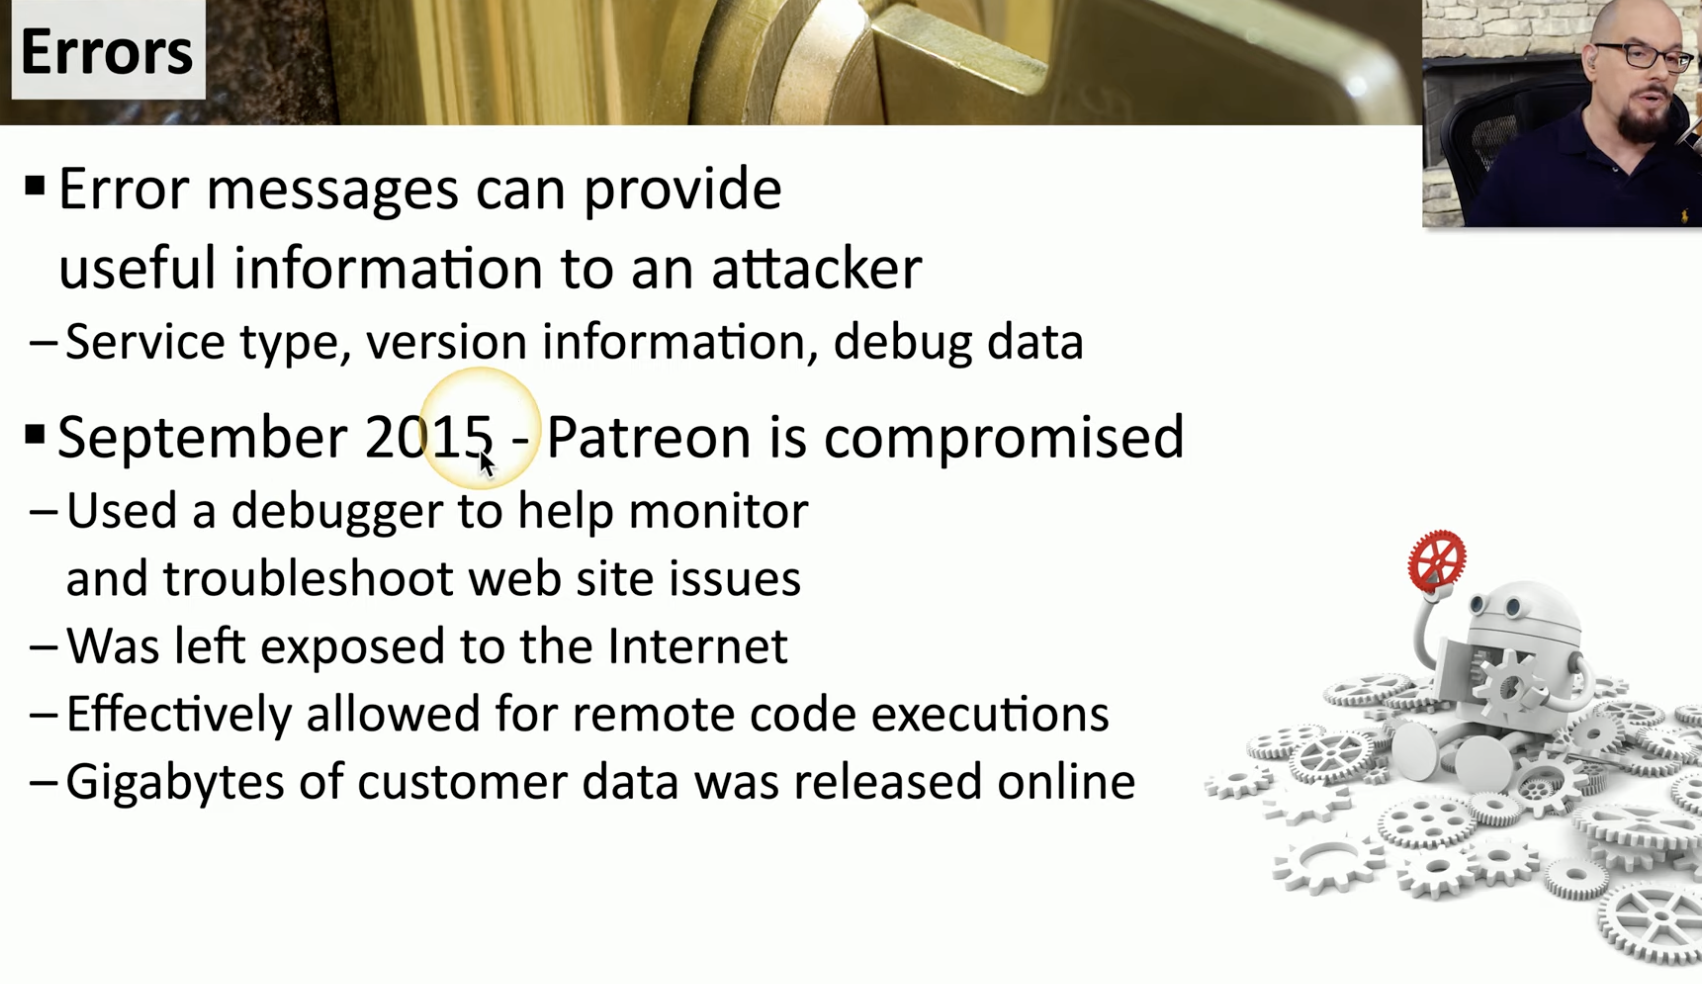 Errors
▪ Error messages can provide
useful information to an attacker
– Service type, version information, debug data
▪ September 2015 - Patreon is compromised
– Used a debugger to help monitor
and troubleshoot web site issues
– Was left exposed to the Internet
– Effectively allowed for remote code executions
– Gigabytes of customer data was released online